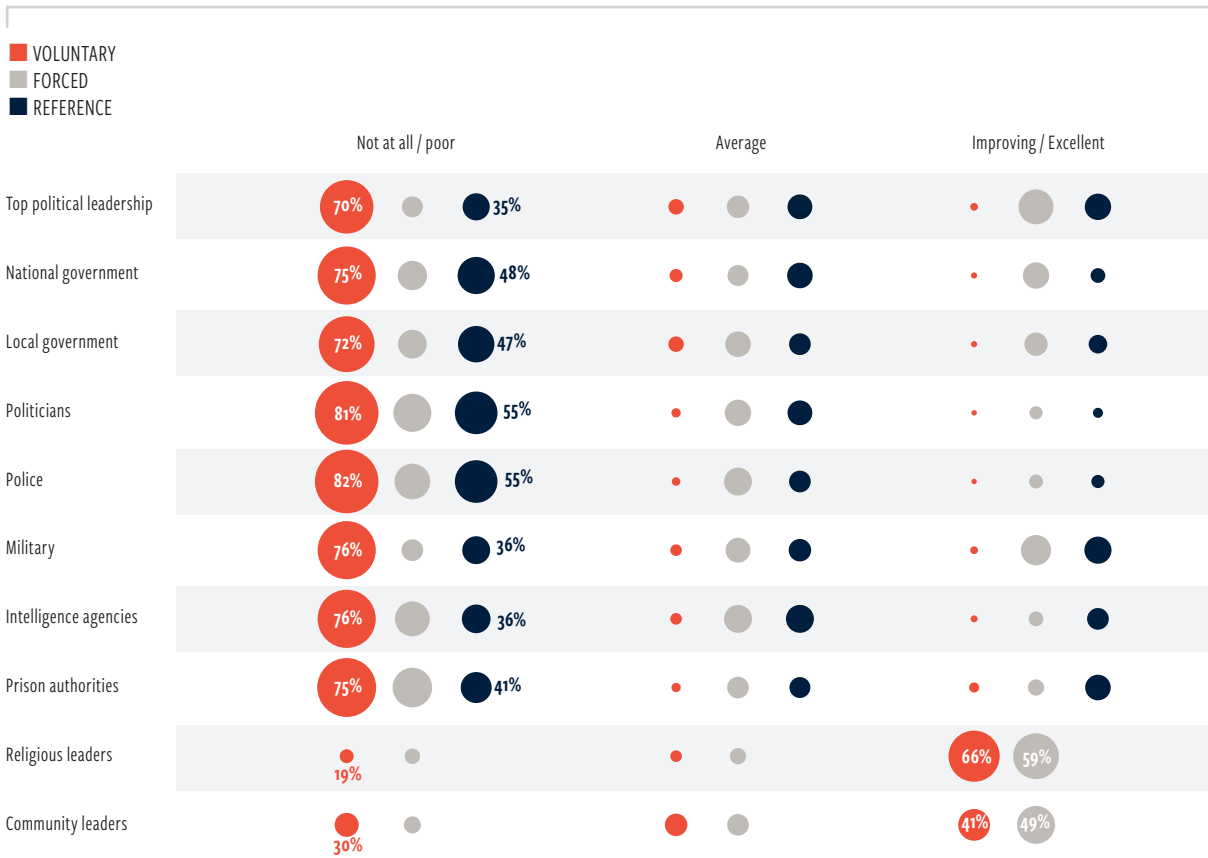 VOLUNTARY
FORCED
REFERENCE
Not at all / poor Average Improving / Excellent
Top political leadership 70% 35%
National government 75% 48%
Local government 72% 47%
Politicians 81% 55%
Police 82% 55%
Military 76% 36%
Intelligence agencies 76% 36%
Prison authorities 75% 41%
Religious leaders 19% 66% 59%
Community leaders 30% 41% 49%